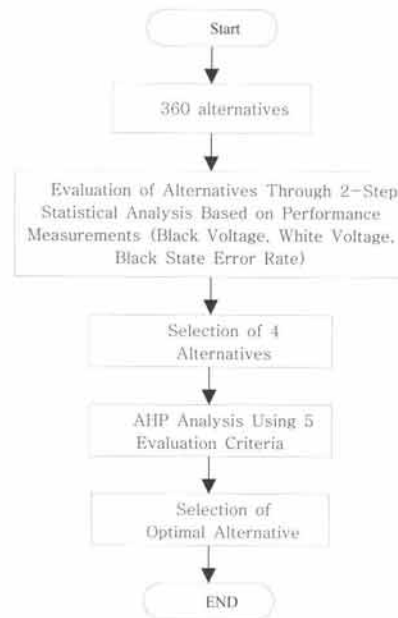 Start
360 alternatives
Evaluation of Alternatives Through 2-Step
Statistical Analysis Based on Performance
Measurements (Black Voltage, White Voltage,
Black State Error Rate)
Selection of 4
Alternatives
AHP Analysis Using 5
Evaluation Criteria
Selection of
Optimal Alternative
END